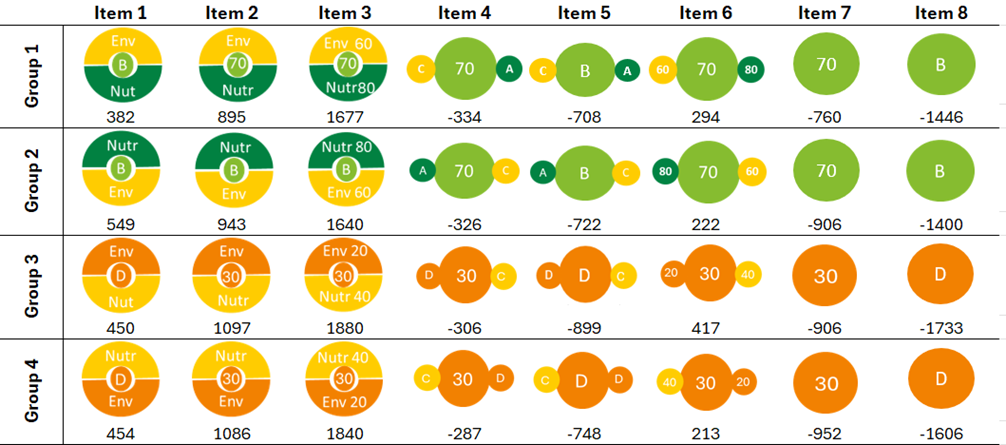 Item 1 Item 2 Item 3 Item 4 Item 5 Item 6 Item 7 Item 8
Group 1
Env Env Env 60
B 70 70 C 70 A C B A 60 70 80 70 B
Nut Nutr Nutr80
382 895 1677 -334 -708 294 -760 -1446
Group 2
Nutr Nutr Nutr 80
B B B A 70 C A B C 80 70 60 70 B
Env Env Env 60
549 943 1640 -326 -722 222 -906 -1400
Group 3
Env Env Env 20
D 30 30 D 30 C D D C 20 30 40 30 D
Nut Nutr Nutr 40
450 1097 1880 -306 -899 417 -906 -1733
Group 4
Nutr Nutr Nutr 40
D 30 30 C 30 D C D D 40 30 20 30 D
Env Env Env 20
454 1086 1840 -287 -748 213 -952 -1606